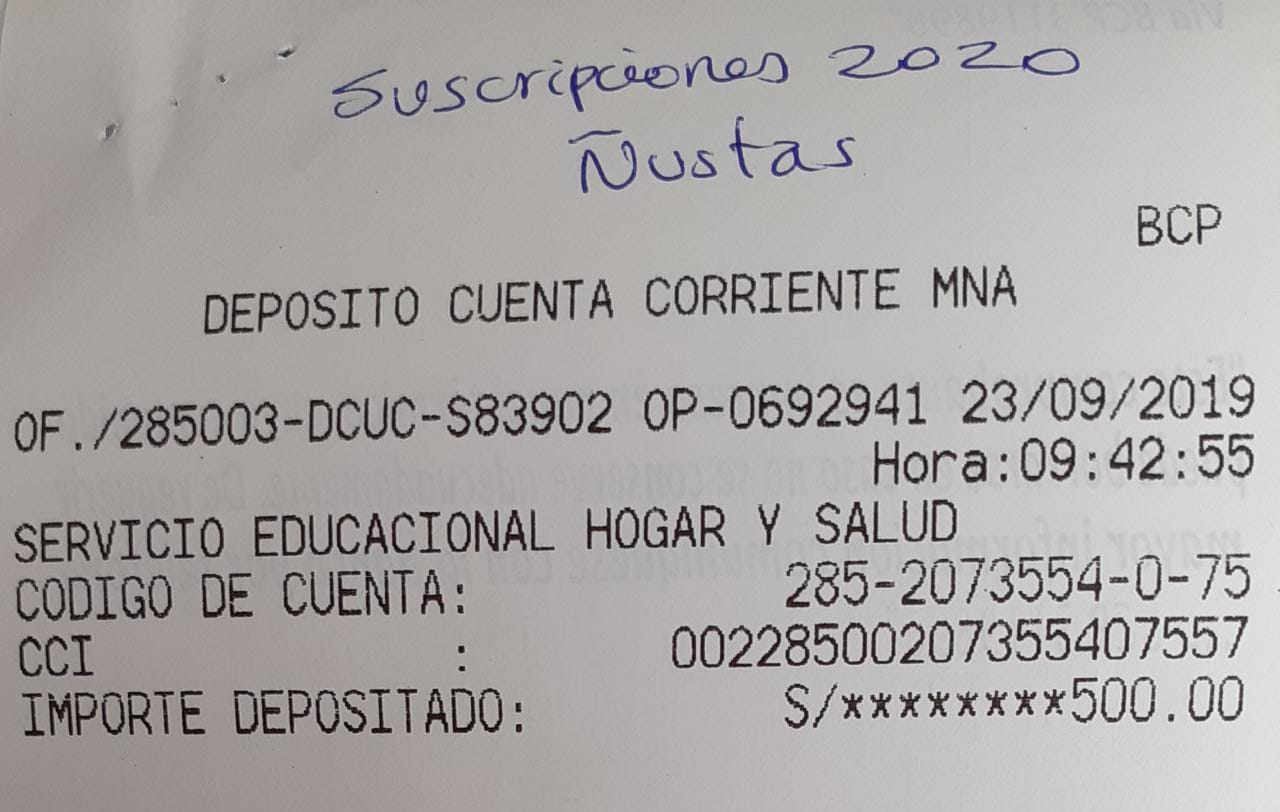 Suscripciones 2020
Ñustas
BCP
DEPOSITO CUENTA CORRIENTE MNA
OF./285003-DCUC-S83902 OP-0692941 23/09/2019
Hora:09:42:55
SERVICIO EDUCACIONAL HOGAR Y SALUD
CODIGO DE CUENTA: 285-2073554-0-75
CCI : 00228500207355407557
IMPORTE DEPOSITADO: S/********500.00